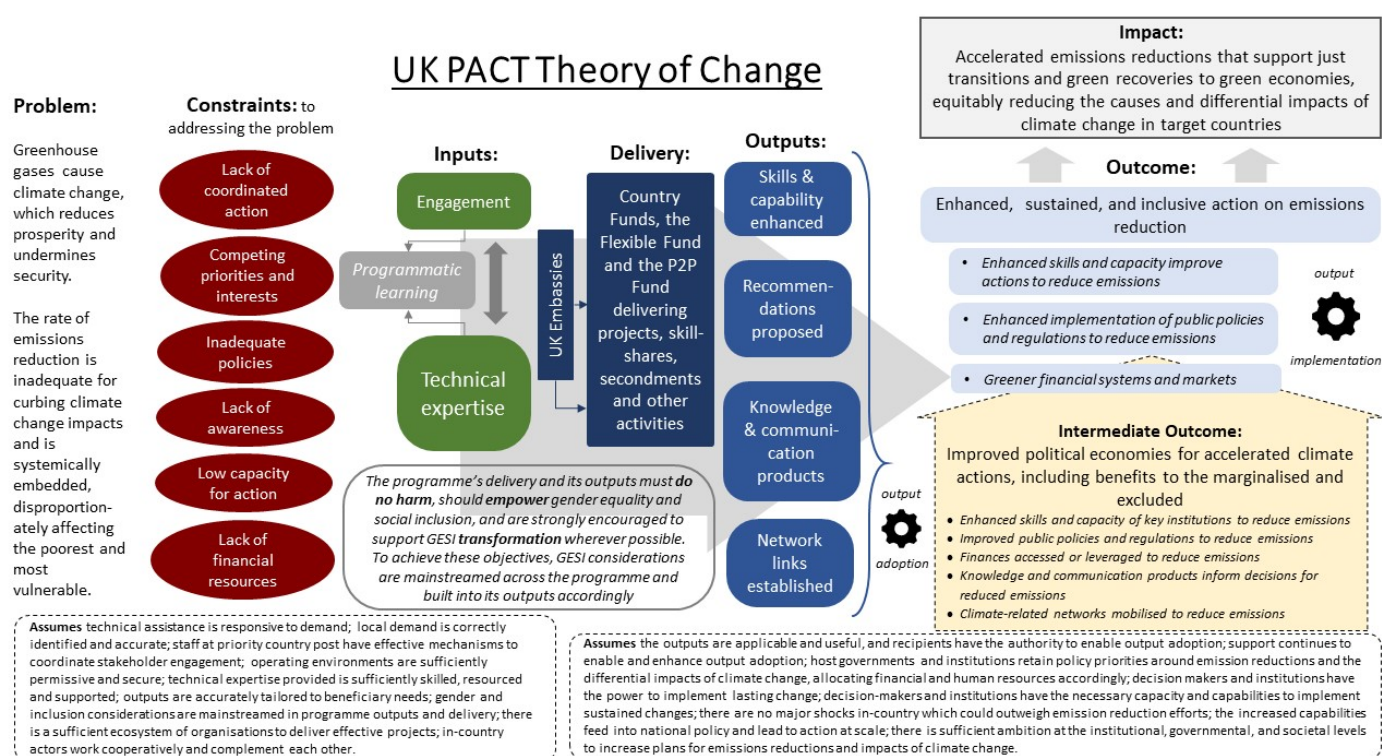 UK PACT Theory of Change
Problem:
Greenhouse
gases cause
climate change,
which reduces
prosperity and
undermines
security.
The rate of
emissions
reduction is
inadequate for
curbing climate
change impacts
and is
systemically
embedded,
disproportion-
ately affecting
the poorest and
most
vulnerable.
Constraints: to
addressing the problem
Lack of
coordinated
action
Competing
priorities and
interests
Inadequate
policies
Lack of
awareness
Low capacity
for action
Lack of
financial
resources
Inputs:
Engagement
Programmatic
learning
Technical
expertise
UK Embassies
Delivery:
Country
Funds, the
Flexible Fund
and the P2P
Fund
delivering
projects, skill-
shares,
secondments
and other
activities
The programme's delivery and its outputs must do
no harm, should empower gender equality and
social inclusion, and are strongly encouraged to
support GESI transformation wherever possible.
To achieve these objectives, GESI considerations
are mainstreamed across the programme and
built into its outputs accordingly
Outputs:
Skills &
capability
enhanced
Recommen-
dations
proposed
Knowledge
& communi-
cation
products
Network
links
established
output
adoption
Impact:
Accelerated emissions reductions that support just
transitions and green recoveries to green economies,
equitably reducing the causes and differential impacts of
climate change in target countries
Outcome:
Enhanced, sustained, and inclusive action on emissions
reduction
• Enhanced skills and capacity improve
actions to reduce emissions
• Enhanced implementation of public policies
and regulations to reduce emissions
• Greener financial systems and markets
output
implementation
Intermediate Outcome:
Improved political economies for accelerated climate
actions, including benefits to the marginalised and
excluded
• Enhanced skills and capacity of key institutions to reduce emissions
• Improved public policies and regulations to reduce emissions
• Finances accessed or leveraged to reduce emissions
• Knowledge and communication products inform decisions for
reduced emissions
• Climate-related networks mobilised to reduce emissions
Assumes technical assistance is responsive to demand; local demand is correctly
identified and accurate; staff at priority country post have effective mechanisms to
coordinate stakeholder engagement; operating environments are sufficiently
permissive and secure; technical expertise provided is sufficiently skilled, resourced
and supported; outputs are accurately tailored to beneficiary needs; gender and
inclusion considerations are mainstreamed in programme outputs and delivery; there
is a sufficient ecosystem of organisations to deliver effective projects; in-country
actors work cooperatively and complement each other.
Assumes the outputs are applicable and useful, and recipients have the authority to enable output adoption; support continues to
enable and enhance output adoption; host governments and institutions retain policy priorities around emission reductions and the
differential impacts of climate change, allocating financial and human resources accordingly; decision makers and institutions have
the power to implement lasting change; decision-makers and institutions have the necessary capacity and capabilities to implement
sustained changes; there are no major shocks in-country which could outweigh emission reduction efforts; the increased capabilities
feed into national policy and lead to action at scale; there is sufficient ambition at the institutional, governmental, and societal levels
to increase plans for emissions reductions and impacts of climate change.